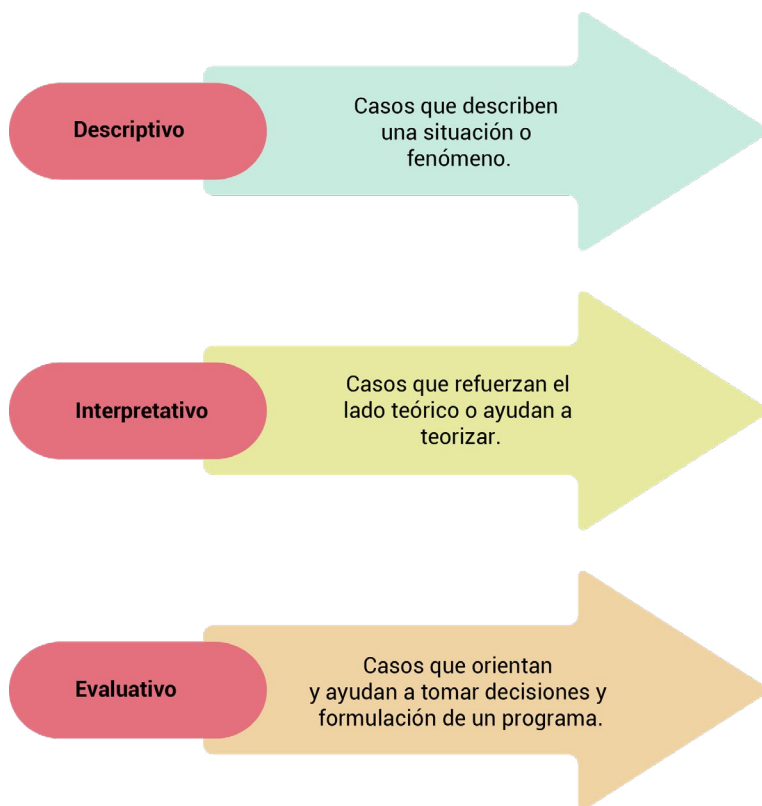 Descriptivo
Casos que describen
una situación o
fenómeno.
Interpretativo
Casos que refuerzan el
lado teórico o ayudan a
teorizar.
Evaluativo
Casos que orientan
y ayudan a tomar decisiones y
formulación de un programa.